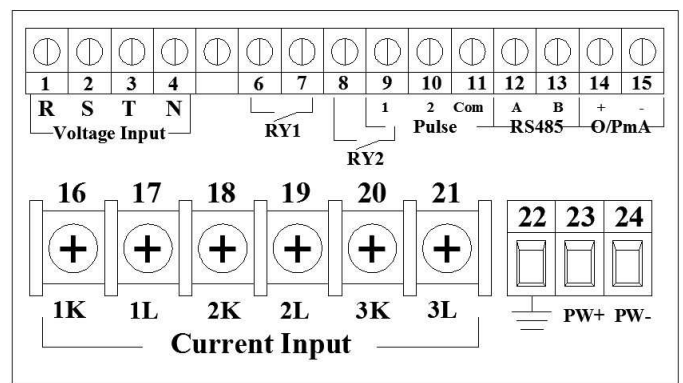 1 2 3 4 6 7 8 9 10 11 12 13 14 15
R S T N 1 2 Com A B + -
Voltage Input RY1 Pulse RS485 O/PmA
RY2
16 17 18 19 20 21
22 23 24
1K 1L 2K 2L 3K 3L
PW+ PW-
Current Input